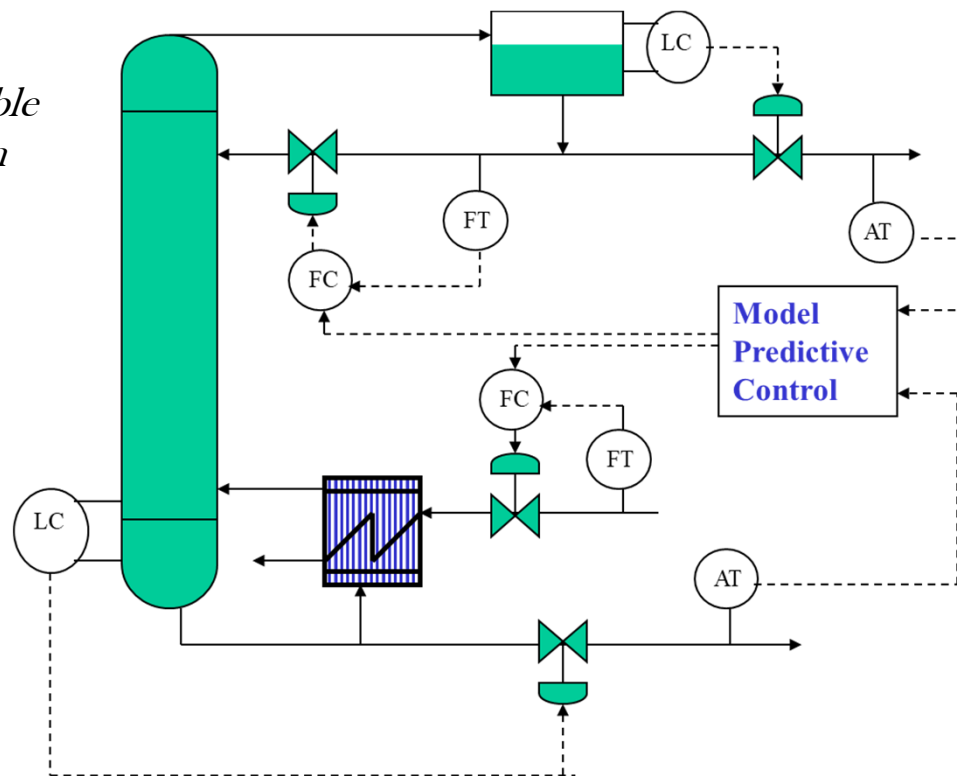 LC
FT
AT
FC
Model
Predictive
Control
FC
FT
LC
AT